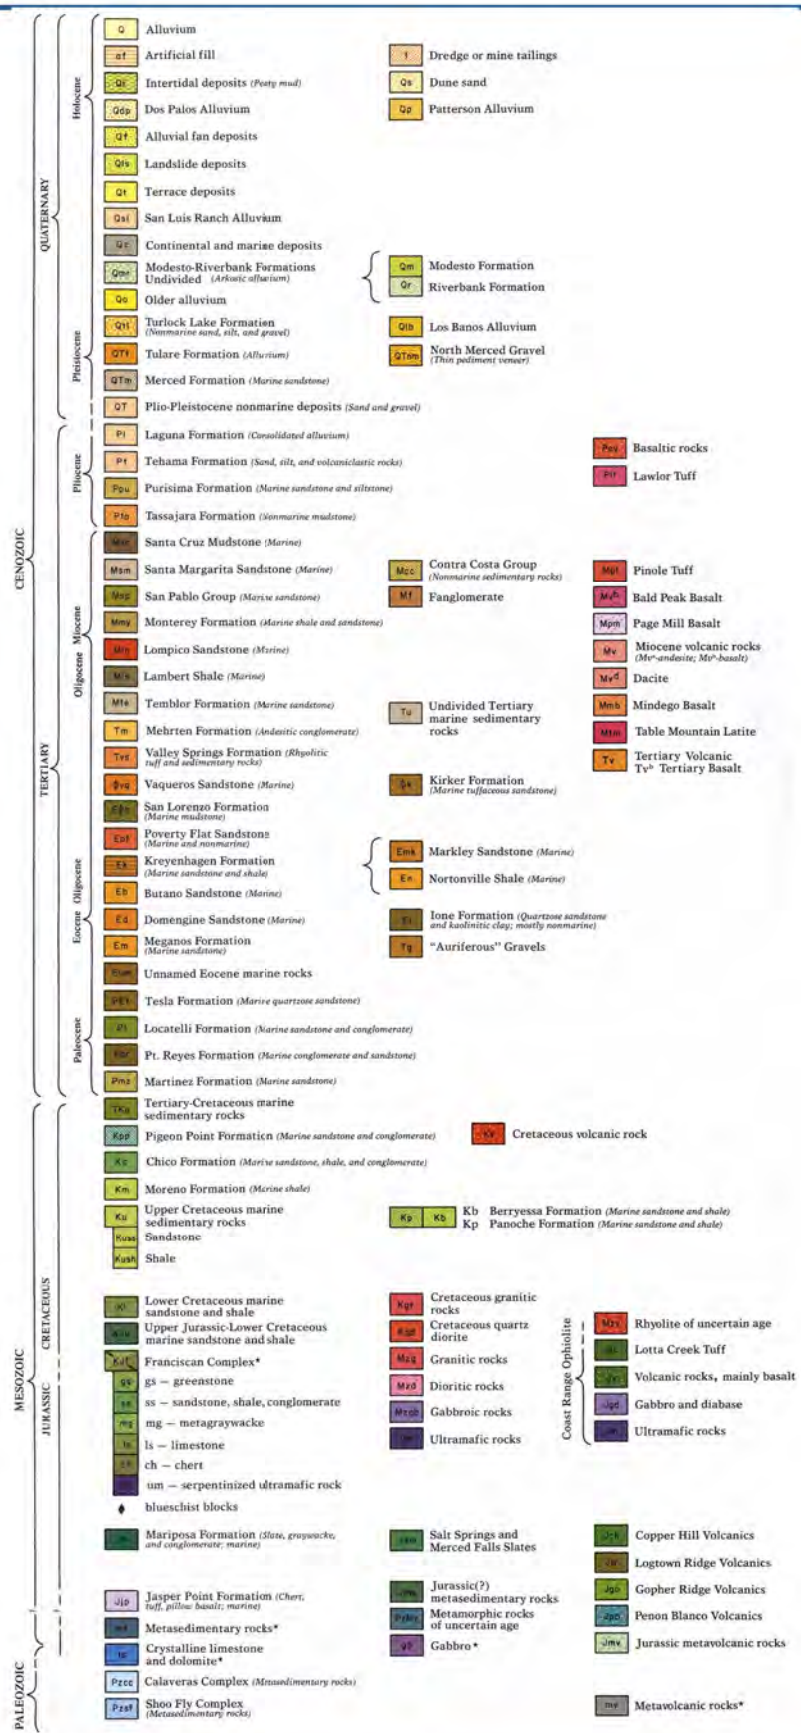 CENOZOIC
QUATERNARY
Holocene
Pleistocene
Q Alluvium
af Artificial fill
t Dredge or mine tailings
Qi Intertidal deposits (Peaty mud)
Qs Dune sand
Qdp Dos Palos Alluvium
Qp Patterson Alluvium
Qf Alluvial fan deposits
Qls Landslide deposits
Qt Terrace deposits
Qsl San Luis Ranch Alluvium
Qc Continental and marine deposits
Qmr Modesto-Riverbank Formations
Undivided (Arkosic alluvium)
Qm Modesto Formation
Qr Riverbank Formation
Qo Older alluvium
Qtl Turlock Lake Formation
(Nonmarine sand, silt, and gravel)
Qlb Los Banos Alluvium
QTt Tulare Formation (Alluvium)
QTnm North Merced Gravel
(Thin pediment veneer)
QTm Merced Formation (Marine sandstone)
QT Plio-Pleistocene nonmarine deposits (Sand and gravel)
TERTIARY
Pliocene
Pl Laguna Formation (Consolidated alluvium)
Basaltic rocks
Pt Tehama Formation (Sand, silt, and volcaniclastic rocks)
Plt Lawlor Tuff
Ppu Purisima Formation (Marine sandstone and siltstone)
Tassajara Formation (Nonmarine mudstone)
Miocene
Oligocene
Santa Cruz Mudstone (Marine)
Msm Santa Margarita Sandstone (Marine)
Mcc Contra Costa Group
(Nonmarine sedimentary rocks)
Mpt Pinole Tuff
Msp San Pablo Group (Marine sandstone)
Mf Fanglomerate
Mvb Bald Peak Basalt
Mmy Monterey Formation (Marine shale and sandstone)
Mpm Page Mill Basalt
Lompico Sandstone (Marine)
Mv Miocene volcanic rocks
(Mvᵃ-andesite; Mvᵇ-basalt)
Lambert Shale (Marine)
Mvᵈ Dacite
Mte Temblor Formation (Marine sandstone)
Tu Undivided Tertiary
marine sedimentary
rocks
Mmb Mindego Basalt
Tm Mehrten Formation (Andesitic conglomerate)
Mtm Table Mountain Latite
Tvs Valley Springs Formation (Rhyolitic
tuff and sedimentary rocks)
Tv Tertiary Volcanic
Tvᵇ Tertiary Basalt
Vaqueros Sandstone (Marine)
Kirker Formation
(Marine tuffaceous sandstone)
San Lorenzo Formation
(Marine mudstone)
Oligocene
Eocene
Epf Poverty Flat Sandstone
(Marine and nonmarine)
Ek Kreyenhagen Formation
(Marine sandstone and shale)
Emk Markley Sandstone (Marine)
En Nortonville Shale (Marine)
Eb Butano Sandstone (Marine)
Ed Domengine Sandstone (Marine)
Ei Ione Formation (Quartzose sandstone
and kaolinitic clay; mostly nonmarine)
Em Meganos Formation
(Marine sandstone)
Tg "Auriferous" Gravels
Unnamed Eocene marine rocks
Paleocene
Tesla Formation (Marine quartzose sandstone)
Locatelli Formation (Marine sandstone and conglomerate)
Pt. Reyes Formation (Marine conglomerate and sandstone)
Pmz Martinez Formation (Marine sandstone)
MESOZOIC
CRETACEOUS
Tertiary-Cretaceous marine
sedimentary rocks
Kpp Pigeon Point Formation (Marine sandstone and conglomerate)
Kv Cretaceous volcanic rock
Kc Chico Formation (Marine sandstone, shale, and conglomerate)
Km Moreno Formation (Marine shale)
Ku Upper Cretaceous marine
sedimentary rocks
Kp Kb Kb Berryessa Formation (Marine sandstone and shale)
Kp Panoche Formation (Marine sandstone and shale)
Kuss Sandstone
Kush Shale
Kl Lower Cretaceous marine
sandstone and shale
Kgr Cretaceous granitic
rocks
Upper Jurassic-Lower Cretaceous
marine sandstone and shale
Cretaceous quartz
diorite
Coast Range Ophiolite
Rhyolite of uncertain age
Lotta Creek Tuff
JURASSIC
KJf Franciscan Complex*
Mzg Granitic rocks
Volcanic rocks, mainly basalt
gs gs – greenstone
Mzd Dioritic rocks
Jgd Gabbro and diabase
ss ss – sandstone, shale, conglomerate
Gabbroic rocks
mg mg – metagraywacke
Ultramafic rocks
Ultramafic rocks
ls ls – limestone
ch ch – chert
um – serpentinized ultramafic rock
blueschist blocks
Mariposa Formation (Slate, graywacke,
and conglomerate; marine)
Salt Springs and
Merced Falls Slates
Jch Copper Hill Volcanics
Logtown Ridge Volcanics
Jjp Jasper Point Formation (Chert,
tuff, pillow basalt; marine)
Jurassic(?)
metasedimentary rocks
Gopher Ridge Volcanics
Metasedimentary rocks*
Metamorphic rocks
of uncertain age
Jpb Penon Blanco Volcanics
Crystalline limestone
and dolomite*
Gabbro*
Jmv Jurassic metavolcanic rocks
PALEOZOIC
Pzcc Calaveras Complex (Metasedimentary rocks)
Pzsf Shoo Fly Complex
(Metasedimentary rocks)
mv Metavolcanic rocks*